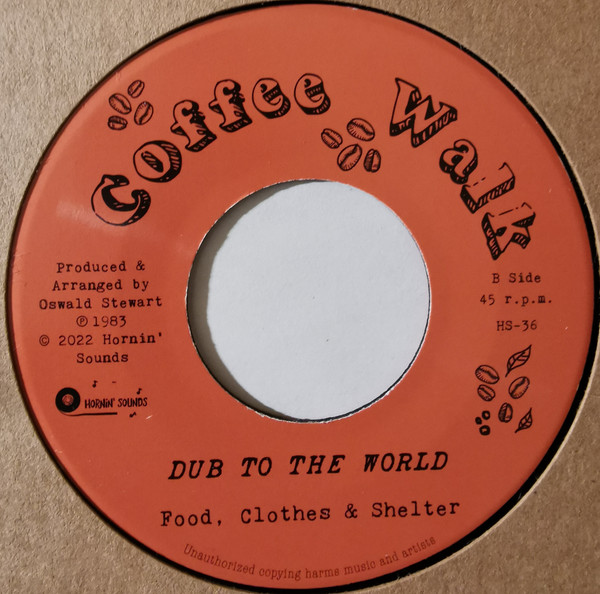 Coffee Walk
Produced &
Arranged by
Oswald Stewart
℗ 1983
© 2022 Hornin'
Sounds
HORNIN' SOUNDS
B Side
45 r.p.m.
HS-36
DUB TO THE WORLD
Food, Clothes & Shelter
Unauthorized copying harms music and artists